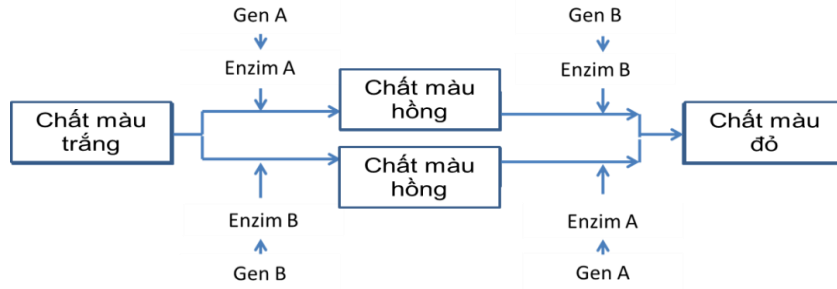 Gen A
Gen B
Enzim A
Enzim B
Chất màu
trắng
Chất màu
hồng
Chất màu
hồng
Chất màu
đỏ
Enzim B
Enzim A
Gen B
Gen A